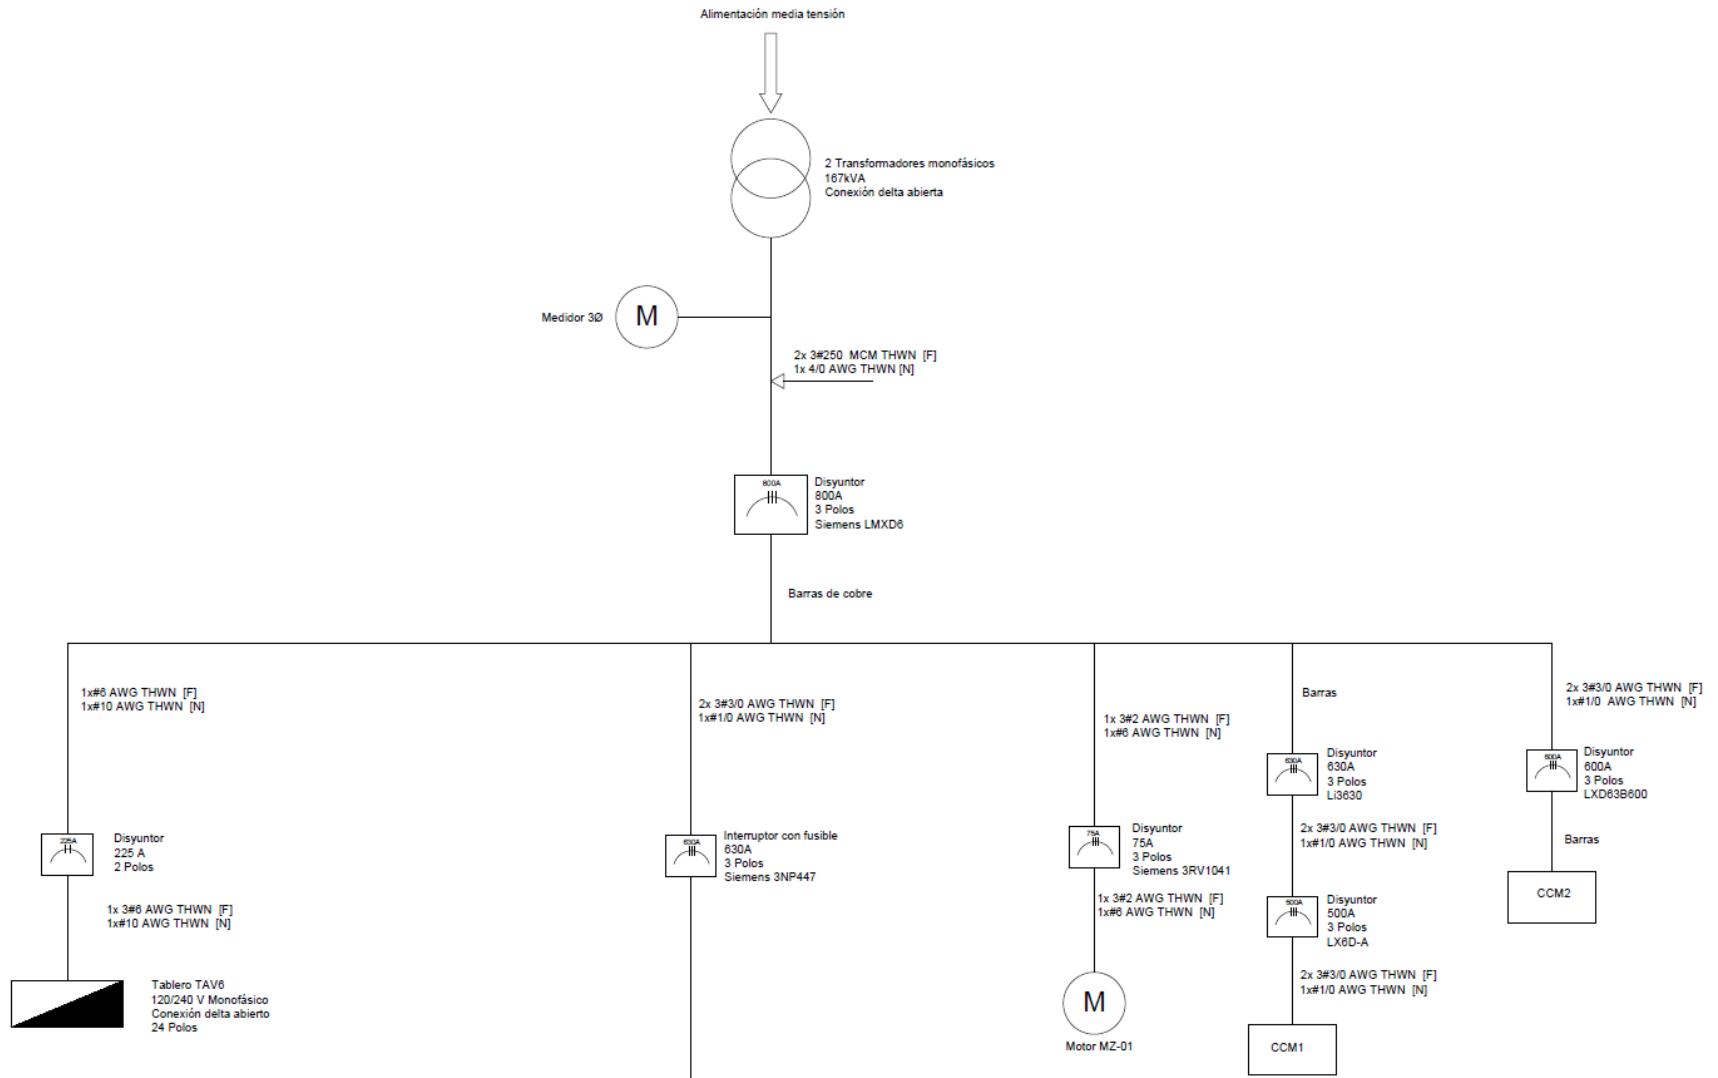 Alimentación media tensión
2 Transformadores monofásicos
167kVA
Conexión delta abierta
Medidor 3Ø
M
2x 3#250 MCM THWN [F]
1x 4/0 AWG THWN [N]
800A
Disyuntor
800A
3 Polos
Siemens LMXD6
Barras de cobre
1x#6 AWG THWN [F]
1x#10 AWG THWN [N]
225A
Disyuntor
225 A
2 Polos
1x 3#6 AWG THWN [F]
1x#10 AWG THWN [N]
Tablero TAV6
120/240 V Monofásico
Conexión delta abierto
24 Polos
2x 3#3/0 AWG THWN [F]
1x#1/0 AWG THWN [N]
630A
Interruptor con fusible
630A
3 Polos
Siemens 3NP447
1x 3#2 AWG THWN [F]
1x#6 AWG THWN [N]
75A
Disyuntor
75A
3 Polos
Siemens 3RV1041
1x 3#2 AWG THWN [F]
1x#6 AWG THWN [N]
M
Motor MZ-01
Barras
630A
Disyuntor
630A
3 Polos
Li3630
2x 3#3/0 AWG THWN [F]
1x#1/0 AWG THWN [N]
500A
Disyuntor
500A
3 Polos
LX6D-A
2x 3#3/0 AWG THWN [F]
1x#1/0 AWG THWN [N]
CCM1
2x 3#3/0 AWG THWN [F]
1x#1/0 AWG THWN [N]
600A
Disyuntor
600A
3 Polos
LXD63B600
Barras
CCM2